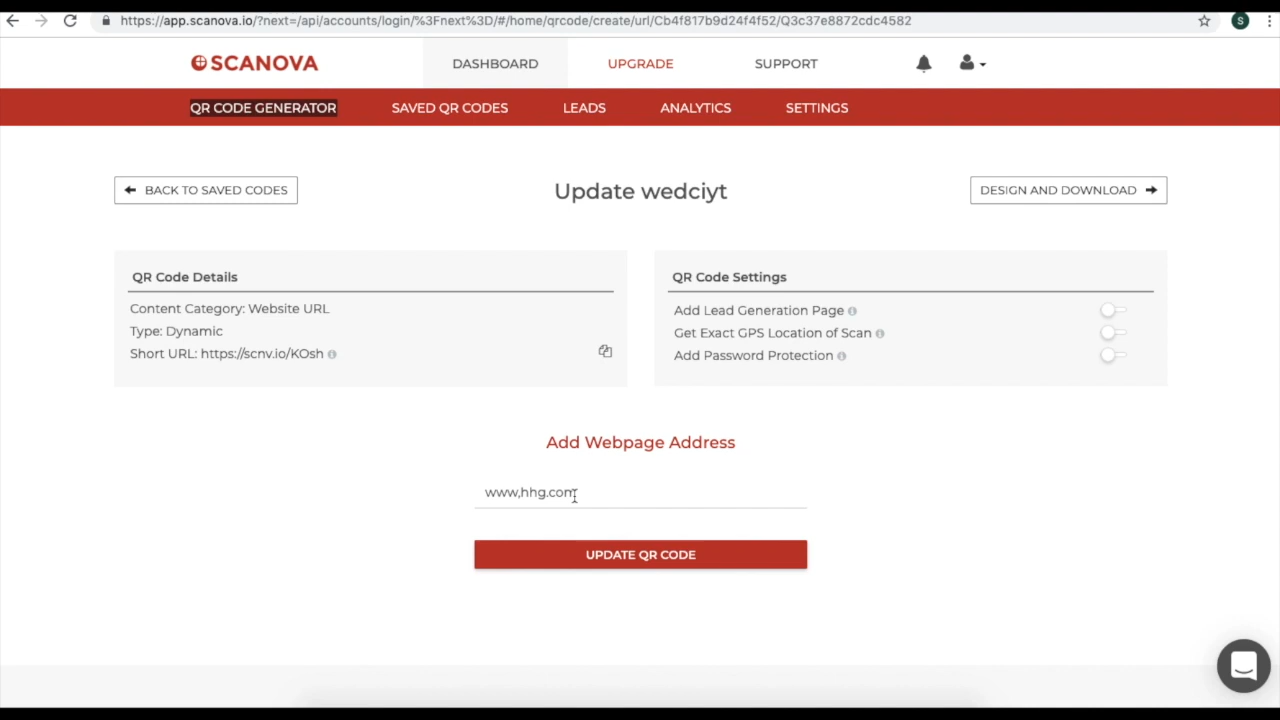 https://app.scanova.io/?next=/api/accounts/login/%3Fnext%3D/#/home/qrcode/create/url/Cb4f817b9d24f4f52/Q3c37e8872cdc4582
S
SCANOVA
DASHBOARD
UPGRADE
SUPPORT
QR CODE GENERATOR
SAVED QR CODES
LEADS
ANALYTICS
SETTINGS
BACK TO SAVED CODES
Update wedciyt
DESIGN AND DOWNLOAD
QR Code Details
Content Category: Website URL
Type: Dynamic
Short URL: https://scnv.io/KOsh
QR Code Settings
Add Lead Generation Page
Get Exact GPS Location of Scan
Add Password Protection
Add Webpage Address
www,hhg.com
UPDATE QR CODE